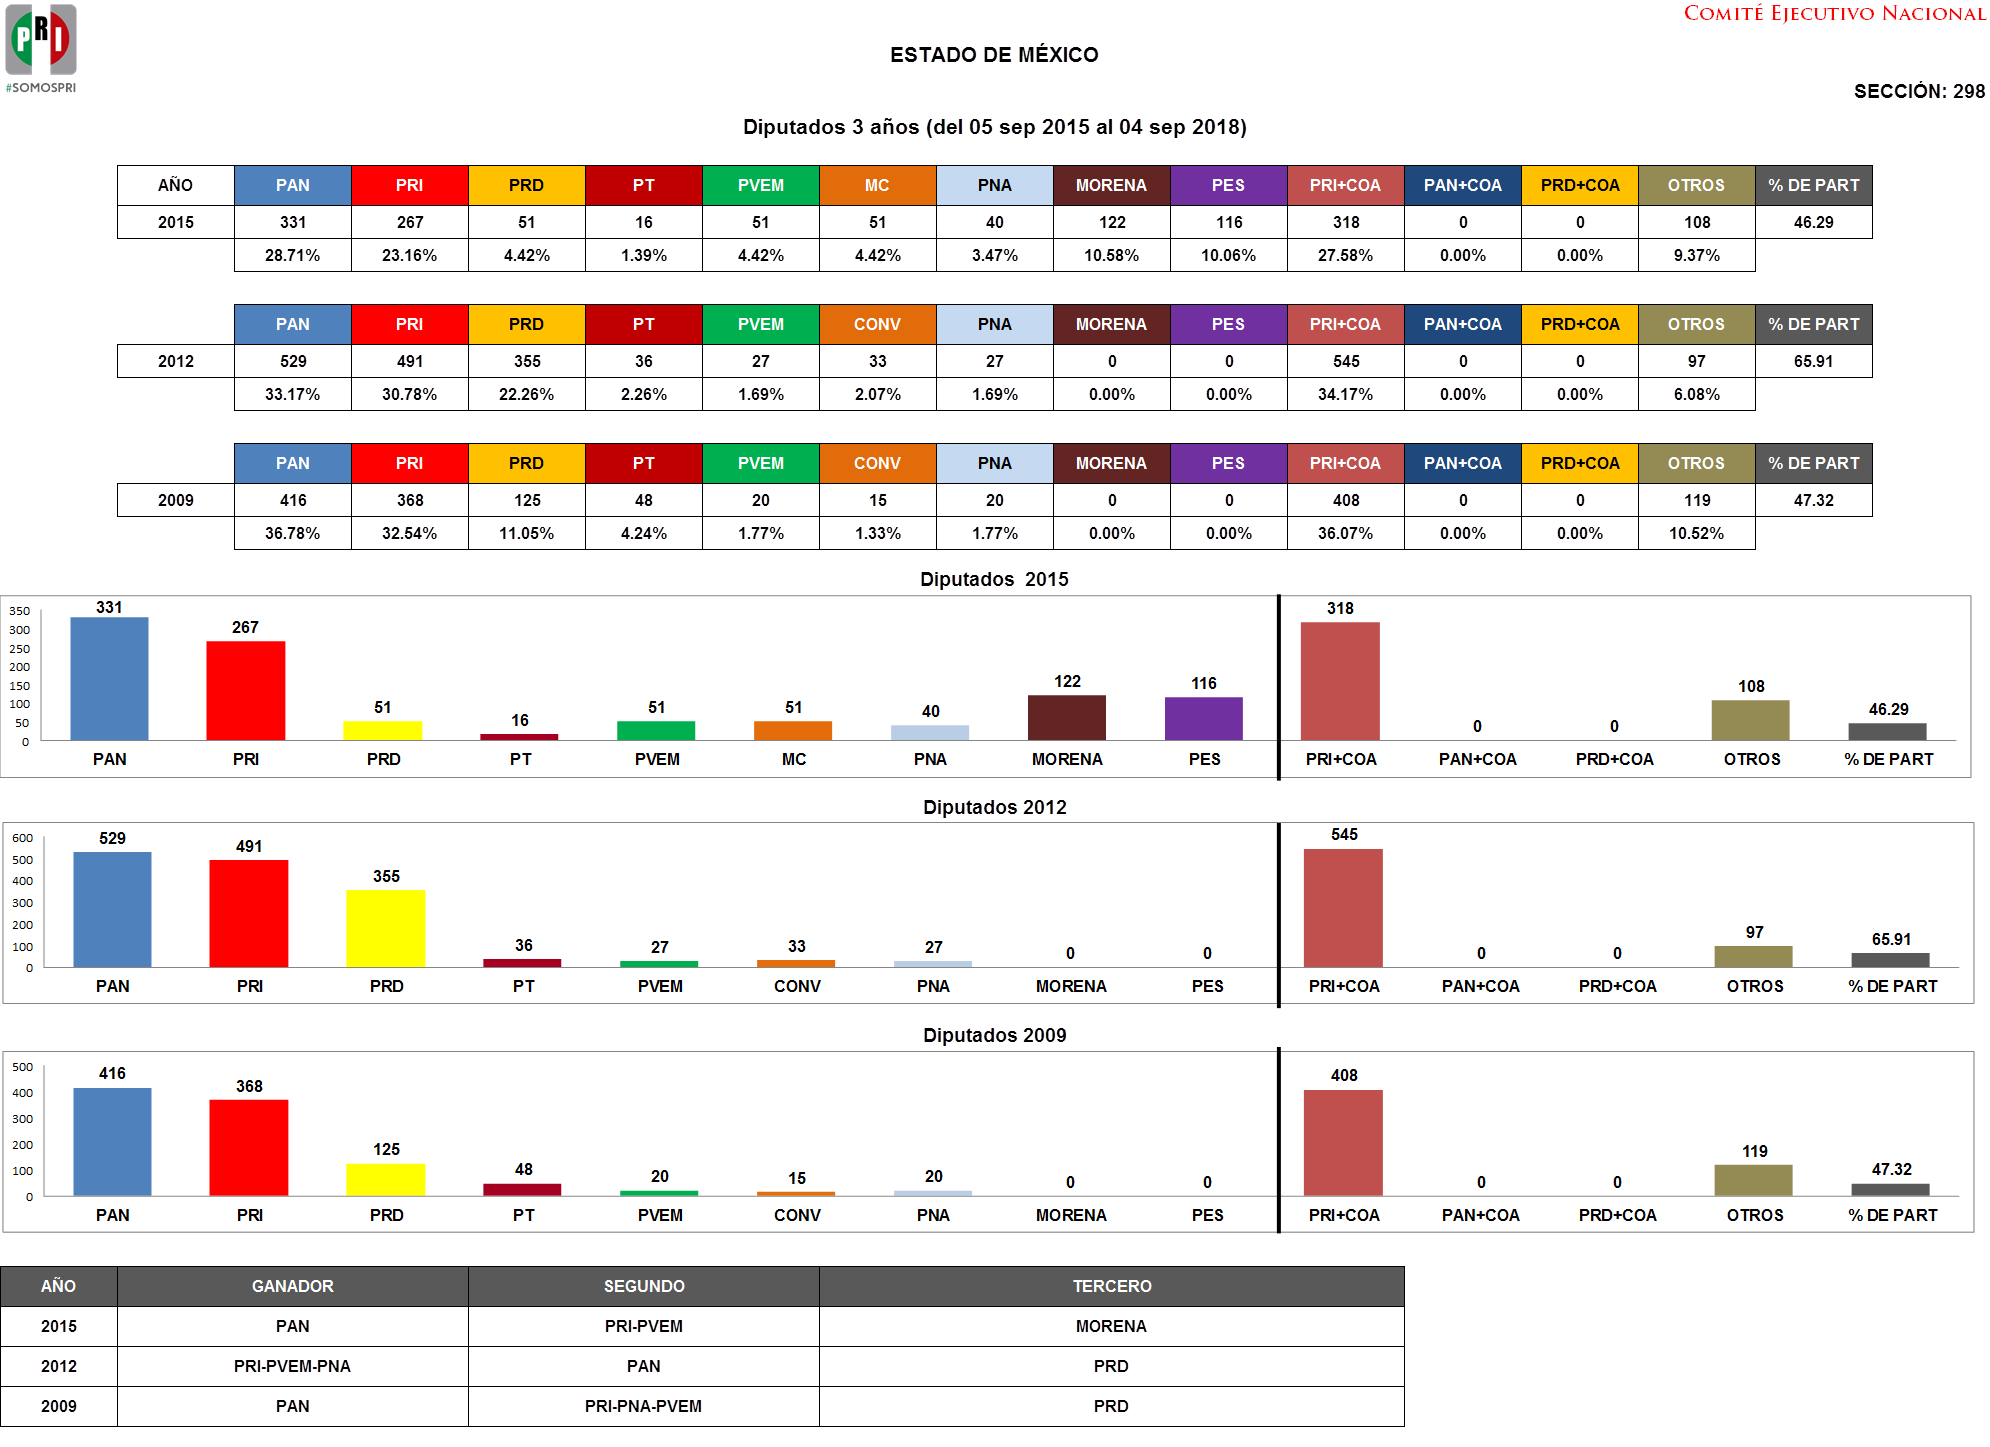 PRI
#SOMOSPRI
COMITÉ EJECUTIVO NACIONAL
ESTADO DE MÉXICO
SECCIÓN: 298
Diputados 3 años (del 05 sep 2015 al 04 sep 2018)
AÑO PAN PRI PRD PT PVEM MC PNA MORENA PES PRI+COA PAN+COA PRD+COA OTROS % DE PART
2015 331 267 51 16 51 51 40 122 116 318 0 0 108 46.29
28.71% 23.16% 4.42% 1.39% 4.42% 4.42% 3.47% 10.58% 10.06% 27.58% 0.00% 0.00% 9.37%
PAN PRI PRD PT PVEM CONV PNA MORENA PES PRI+COA PAN+COA PRD+COA OTROS % DE PART
2012 529 491 355 36 27 33 27 0 0 545 0 0 97 65.91
33.17% 30.78% 22.26% 2.26% 1.69% 2.07% 1.69% 0.00% 0.00% 34.17% 0.00% 0.00% 6.08%
PAN PRI PRD PT PVEM CONV PNA MORENA PES PRI+COA PAN+COA PRD+COA OTROS % DE PART
2009 416 368 125 48 20 15 20 0 0 408 0 0 119 47.32
36.78% 32.54% 11.05% 4.24% 1.77% 1.33% 1.77% 0.00% 0.00% 36.07% 0.00% 0.00% 10.52%
Diputados 2015
350
300
250
200
150
100
50
0
331 267 51 16 51 51 40 122 116 318 0 0 108 46.29
PAN PRI PRD PT PVEM MC PNA MORENA PES PRI+COA PAN+COA PRD+COA OTROS % DE PART
Diputados 2012
600
500
400
300
200
100
0
529 491 355 36 27 33 27 0 0 545 0 0 97 65.91
PAN PRI PRD PT PVEM CONV PNA MORENA PES PRI+COA PAN+COA PRD+COA OTROS % DE PART
Diputados 2009
500
400
300
200
100
0
416 368 125 48 20 15 20 0 0 408 0 0 119 47.32
PAN PRI PRD PT PVEM CONV PNA MORENA PES PRI+COA PAN+COA PRD+COA OTROS % DE PART
AÑO GANADOR SEGUNDO TERCERO
2015 PAN PRI-PVEM MORENA
2012 PRI-PVEM-PNA PAN PRD
2009 PAN PRI-PNA-PVEM PRD